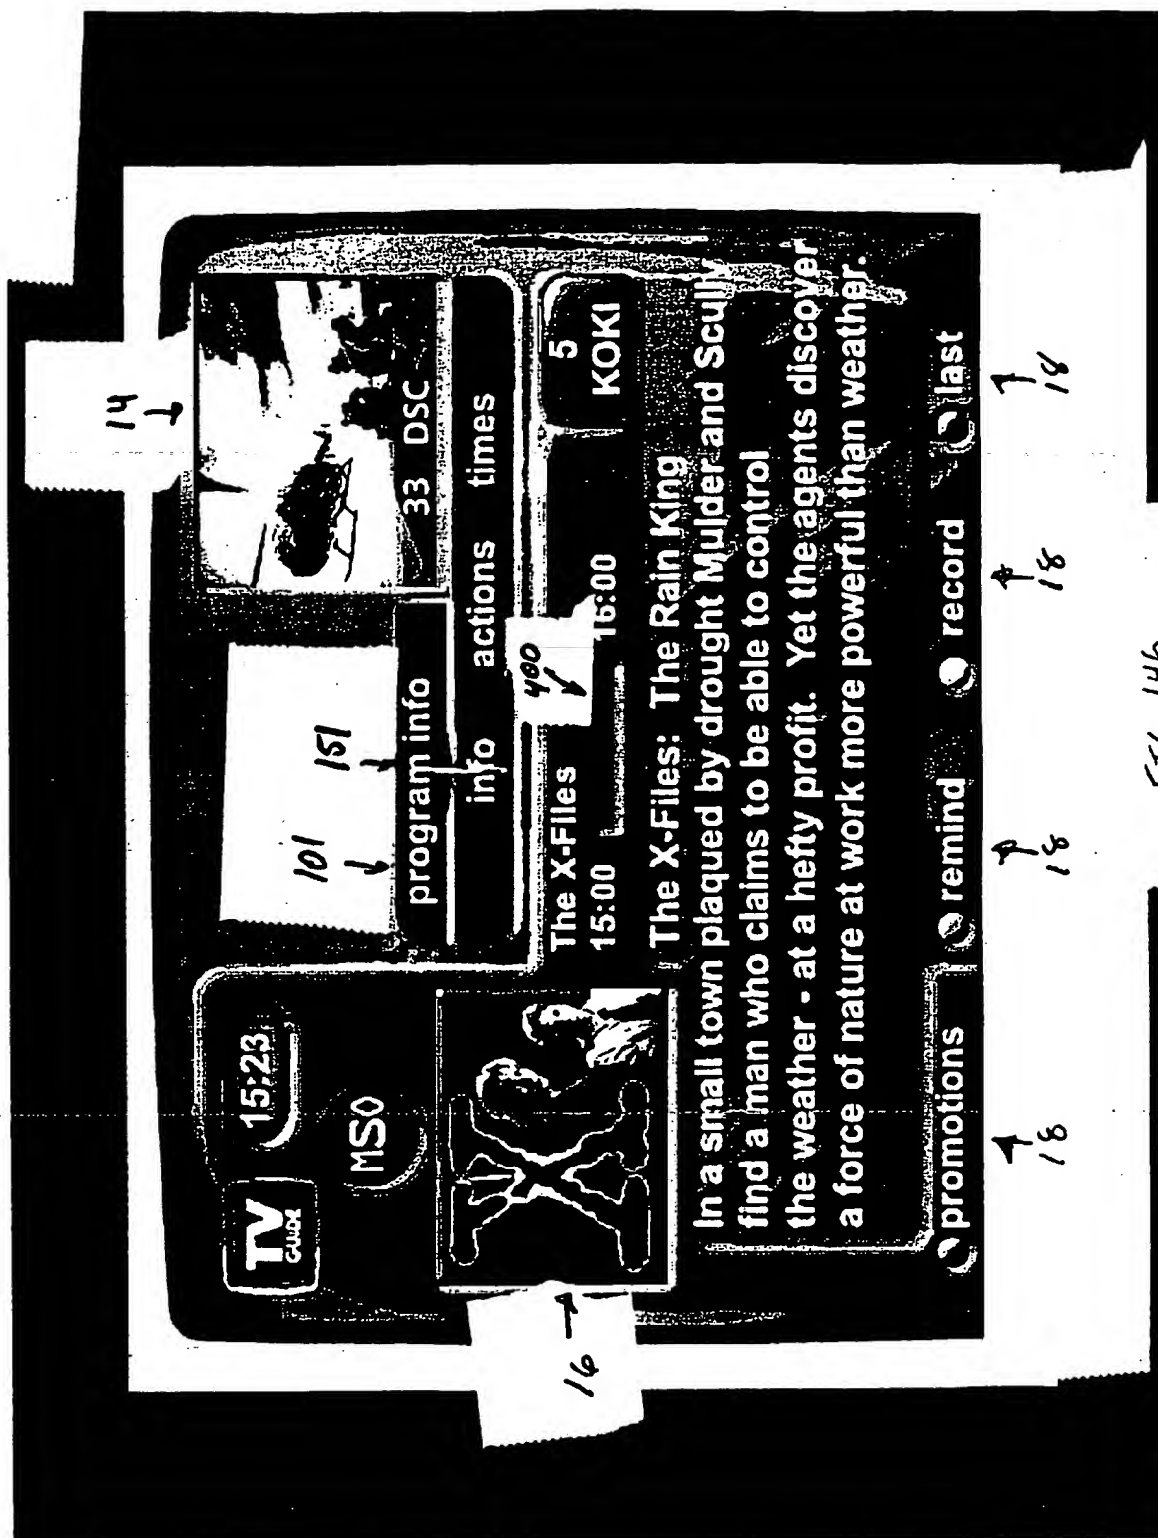 14
101
151
TV
GUIDE
15:23
MSO
program info
33 DSC
info actions times
400
16
The X-Files
15:00
16:00
5
KOKI
The X-Files: The Rain King
In a small town plaqued by drought Mulder and Scully
find a man who claims to be able to control
the weather - at a hefty profit. Yet the agents discover
a force of nature at work more powerful than weather.
promotions remind record last
18 18 18 18